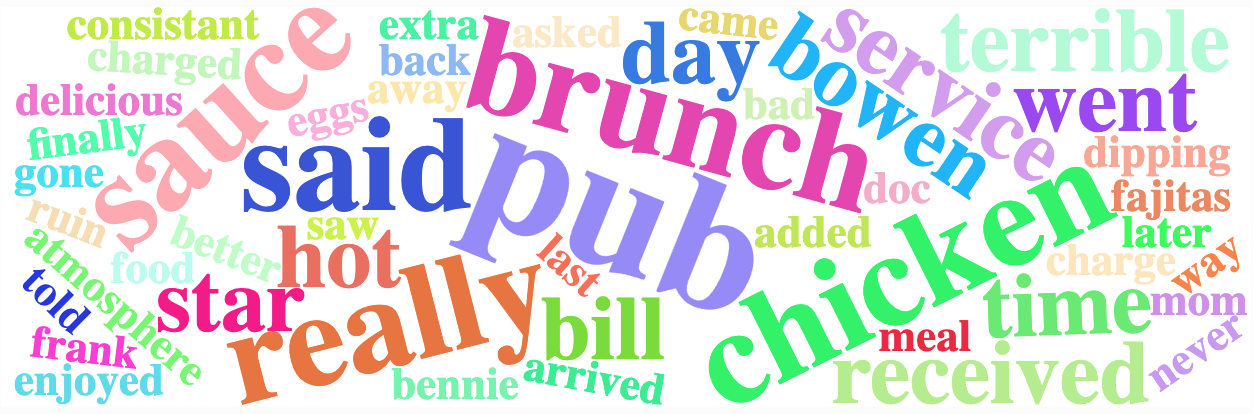 consistant
extra
asked
came
terrible
charged
back
day
bowen
service
sauce
brunch
delicious
eggs
away
bad
went
finally
said
pub
dipping
gone
doc
fajitas
ruin
saw
added
chicken
later
atmosphere
better
hot
last
charge
way
food
told
star
really
bill
time
mom
frank
meal
never
enjoyed
bennie
arrived
received